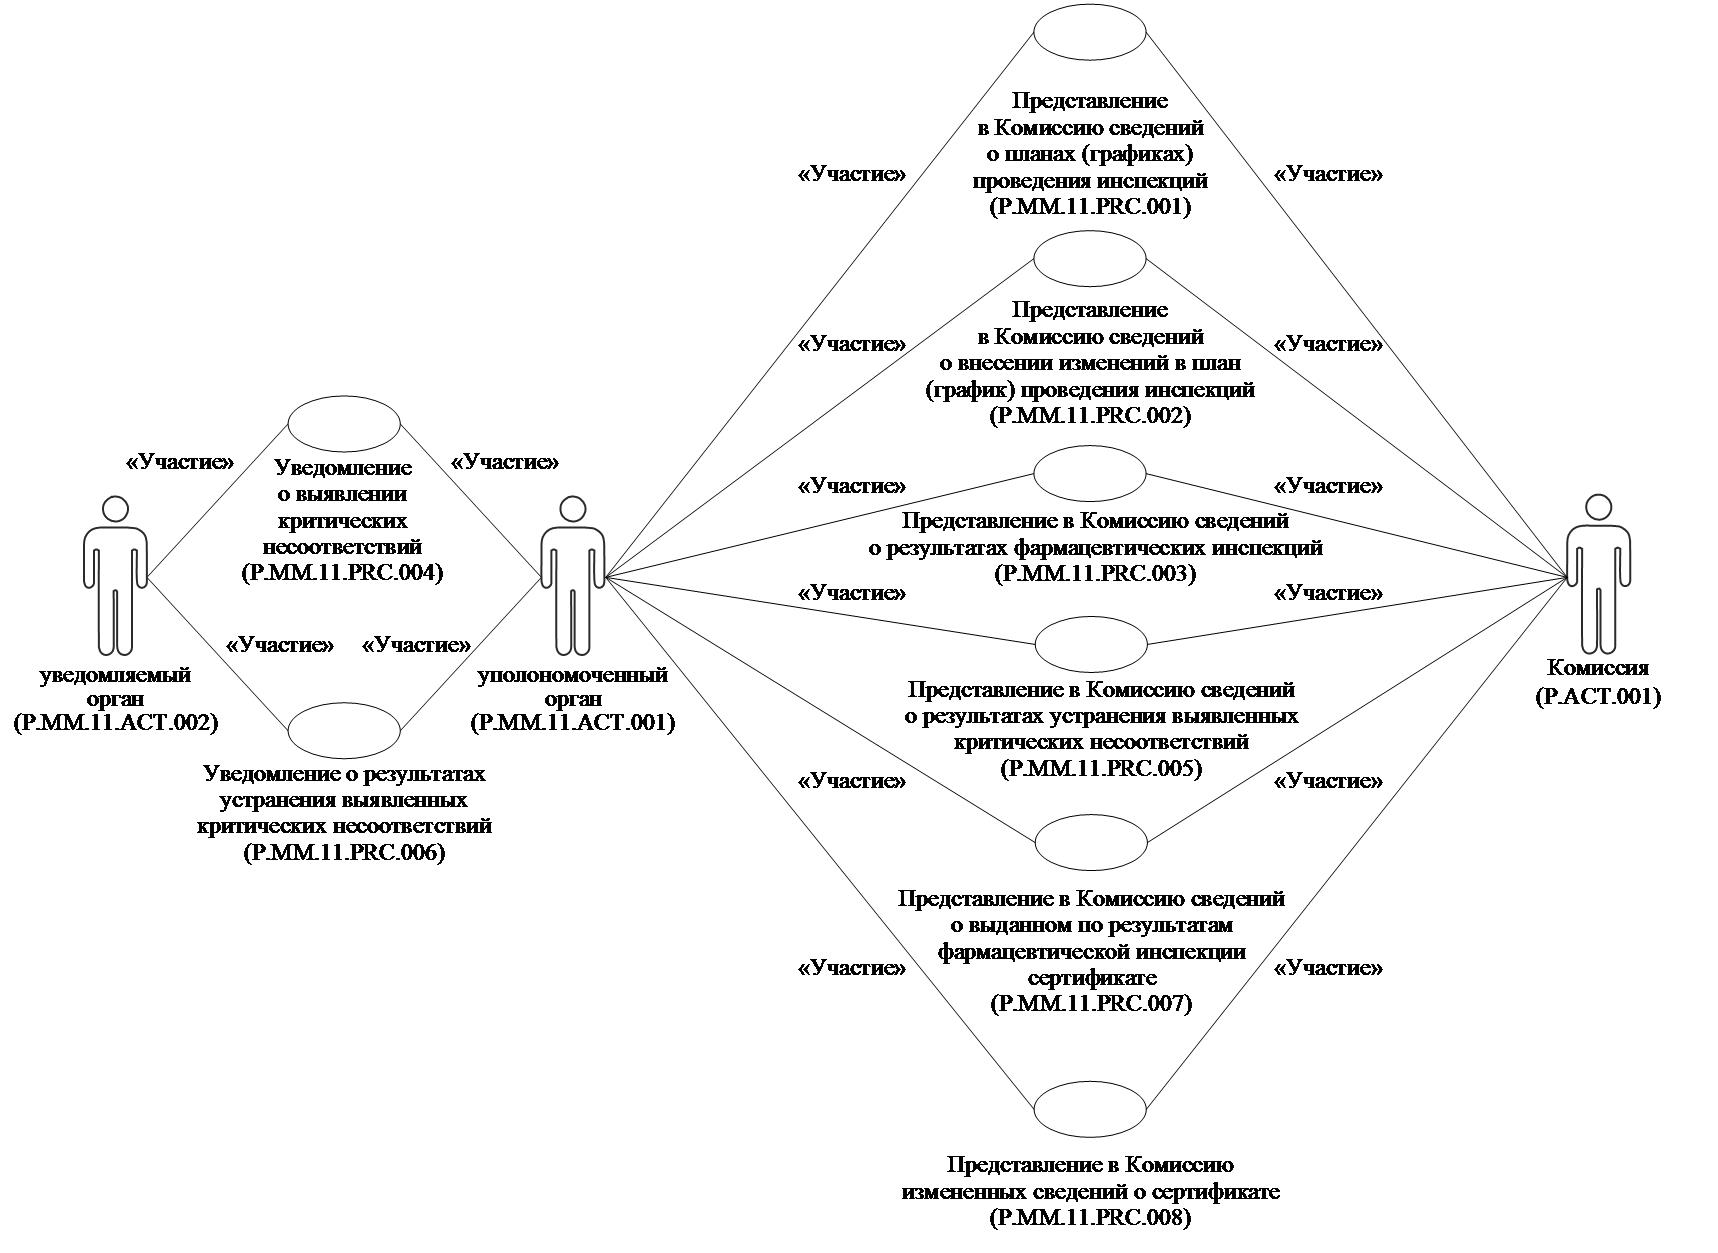 Представление
в Комиссию сведений
о планах (графиках)
проведения инспекций
(P.MM.11.PRC.001)
«Участие»
«Участие»
Представление
в Комиссию сведений
о внесении изменений в план
(график) проведения инспекций
(P.MM.11.PRC.002)
«Участие»
«Участие»
«Участие»
«Участие»
Уведомление
о выявлении
критических
несоответствий
(P.MM.11.PRC.004)
«Участие»
«Участие»
Представление в Комиссию сведений
о результатах фармацевтических инспекций
(P.MM.11.PRC.003)
«Участие»
«Участие»
«Участие»
«Участие»
уведомляемый
орган
(P.MM.11.ACT.002)
уполономоченный
орган
(P.MM.11.ACT.001)
Комиссия
(P.ACT.001)
Представление в Комиссию сведений
о результатах устранения выявленных
критических несоответствий
(P.MM.11.PRC.005)
Уведомление о результатах
устранения выявленных
критических несоответствий
(P.MM.11.PRC.006)
«Участие»
«Участие»
Представление в Комиссию сведений
о выданном по результатам
фармацевтической инспекции
сертификате
(P.MM.11.PRC.007)
«Участие»
«Участие»
Представление в Комиссию
измененных сведений о сертификате
(P.MM.11.PRC.008)